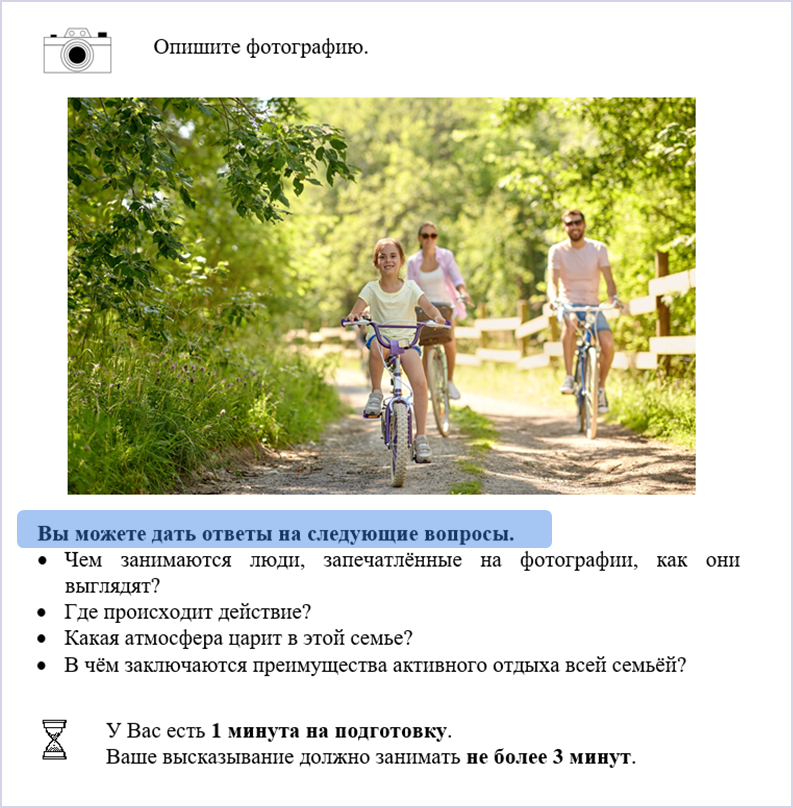 Опишите фотографию.
Вы можете дать ответы на следующие вопросы.
• Чем занимаются люди, запечатлённые на фотографии, как они
выглядят?
• Где происходит действие?
• Какая атмосфера царит в этой семье?
• В чём заключаются преимущества активного отдыха всей семьёй?
У Вас есть 1 минута на подготовку.
Ваше высказывание должно занимать не более 3 минут.